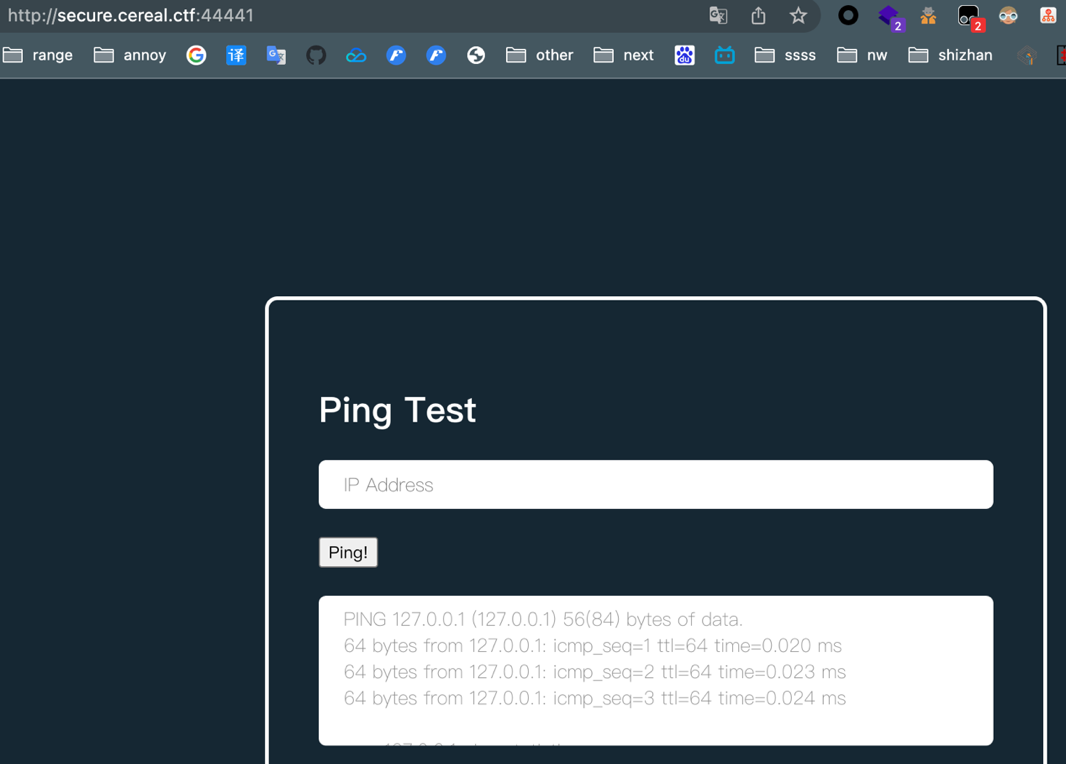 http://secure.cereal.ctf:44441
2 2
range annoy 译 other next du ssss nw shizhan
Ping Test
IP Address
Ping!
PING 127.0.0.1 (127.0.0.1) 56(84) bytes of data.
64 bytes from 127.0.0.1: icmp_seq=1 ttl=64 time=0.020 ms
64 bytes from 127.0.0.1: icmp_seq=2 ttl=64 time=0.023 ms
64 bytes from 127.0.0.1: icmp_seq=3 ttl=64 time=0.024 ms